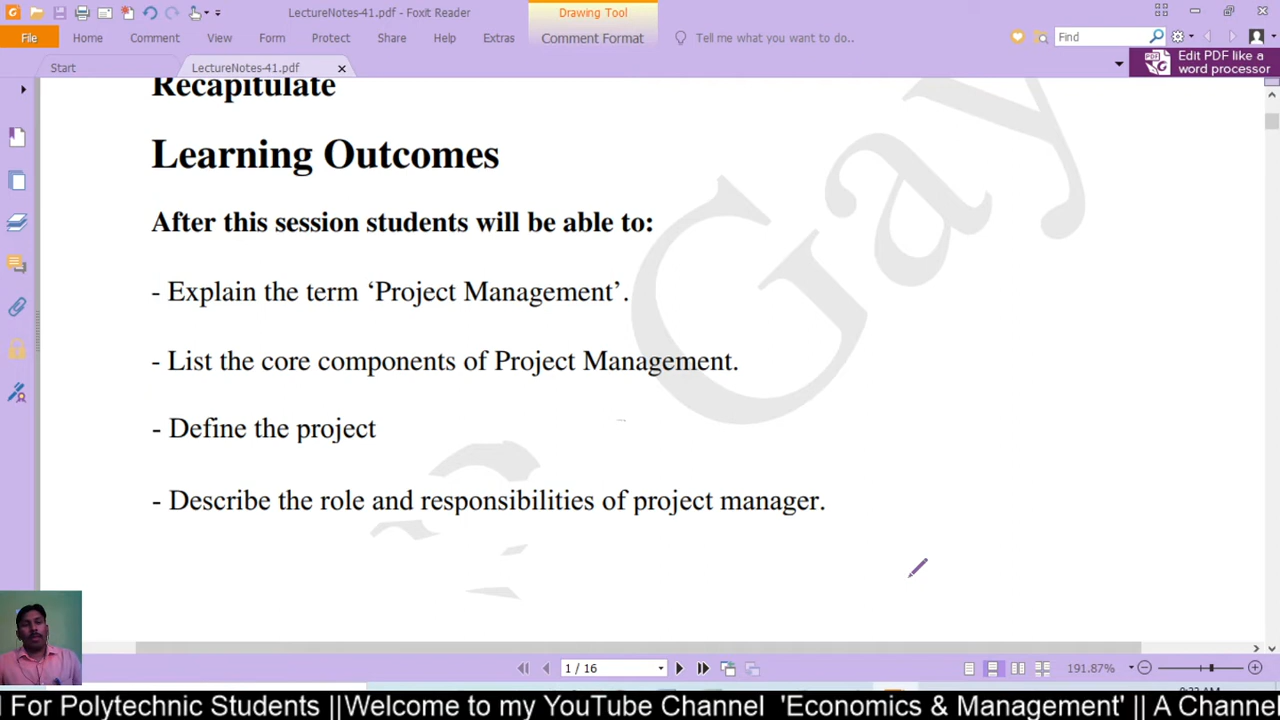 LectureNotes-41.pdf - Foxit Reader
Drawing Tool
File Home Comment View Form Protect Share Help Extras Comment Format Tell me what you want to do.. Find
Start LectureNotes-41.pdf
Edit PDF like a
word processor
Recapitulate
Learning Outcomes
After this session students will be able to:
- Explain the term ‘Project Management’.
- List the core components of Project Management.
- Define the project
- Describe the role and responsibilities of project manager.
Gay
1 / 16
191.87%
For Polytechnic Students ||Welcome to my YouTube Channel 'Economics & Management' || A Channel